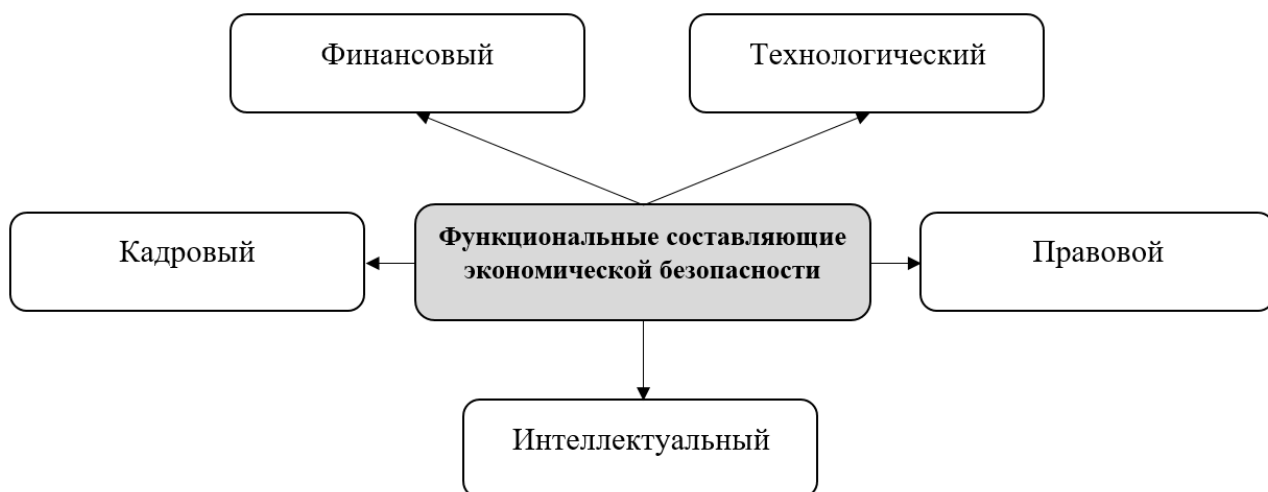 Финансовый
Технологический
Кадровый
Функциональные составляющие
экономической безопасности
Правовой
Интеллектуальный